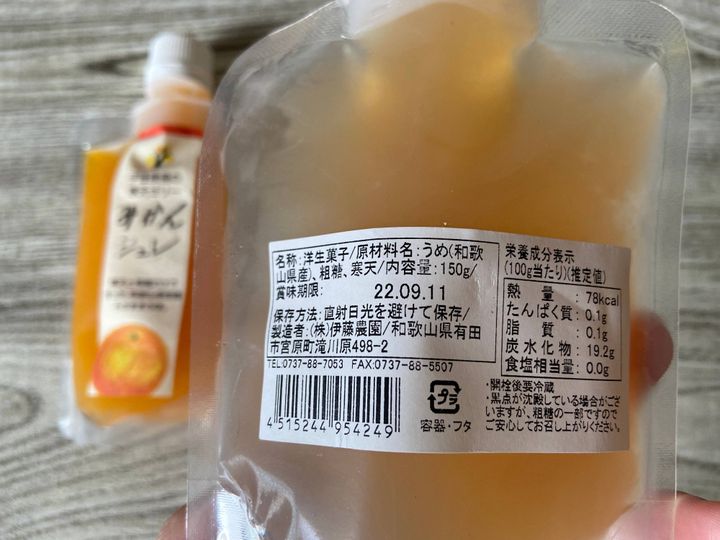 みかん
ジュレ
名称:洋生菓子/原材料名:うめ(和歌
山県産)、粗糖、寒天/内容量:150g/
賞味期限: 22.09.11
保存方法:直射日光を避けて保存/
製造者:(株)伊藤農園/和歌山県有田
市宮原町滝川原498-2
TEL:0737-88-7053 FAX:0737-88-5507
4515244954249
プラ
容器・フタ
栄養成分表示
(100g当たり)(推定値)
熱量:78kcal
たんぱく質:0.1g
脂質:0.1g
炭水化物:19.2g
食塩相当量:0.0g
・開栓後要冷蔵
・黒点が沈殿している場合がござ
いますが、粗糖の一部ですので
ご安心してお召し上がりください。